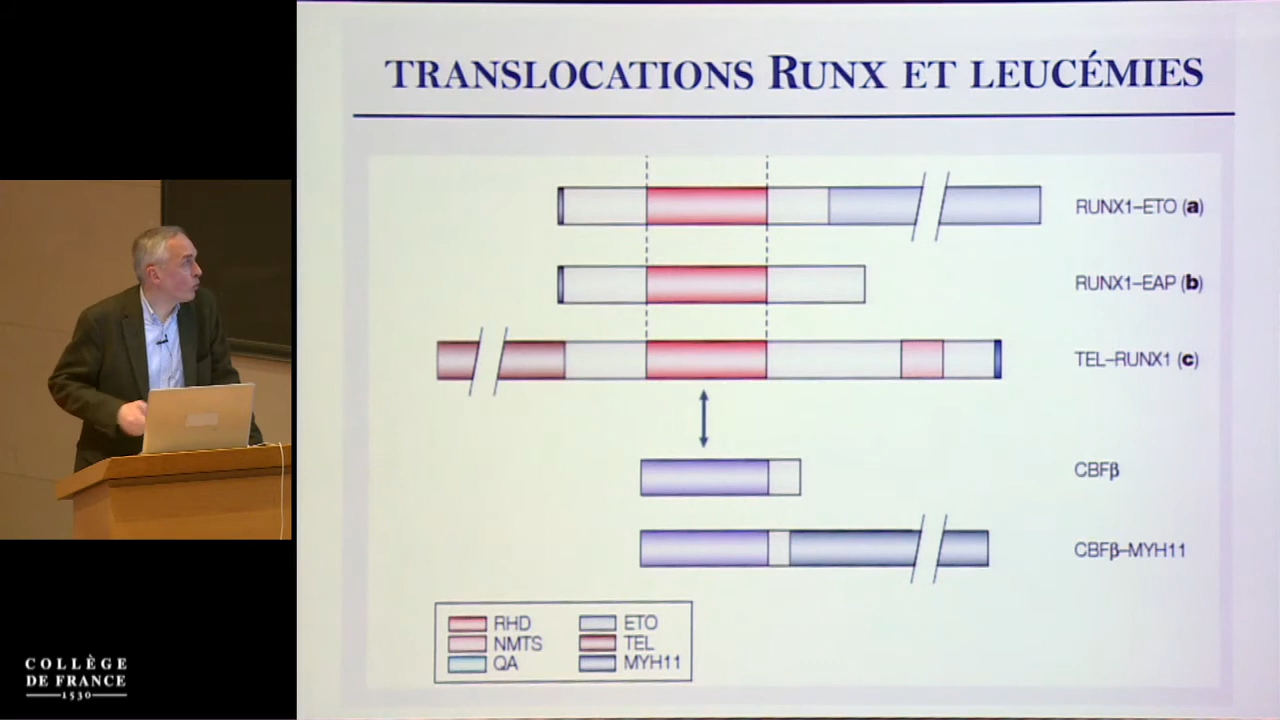 TRANSLOCATIONS RUNX ET LEUCÉMIES
RUNX1–ETO (a)
RUNX1–EAP (b)
TEL–RUNX1 (c)
CBFβ
CBFβ–MYH11
RHD
ETO
NMTS
TEL
QA
MYH11
COLLÈGE
DE FRANCE
1530